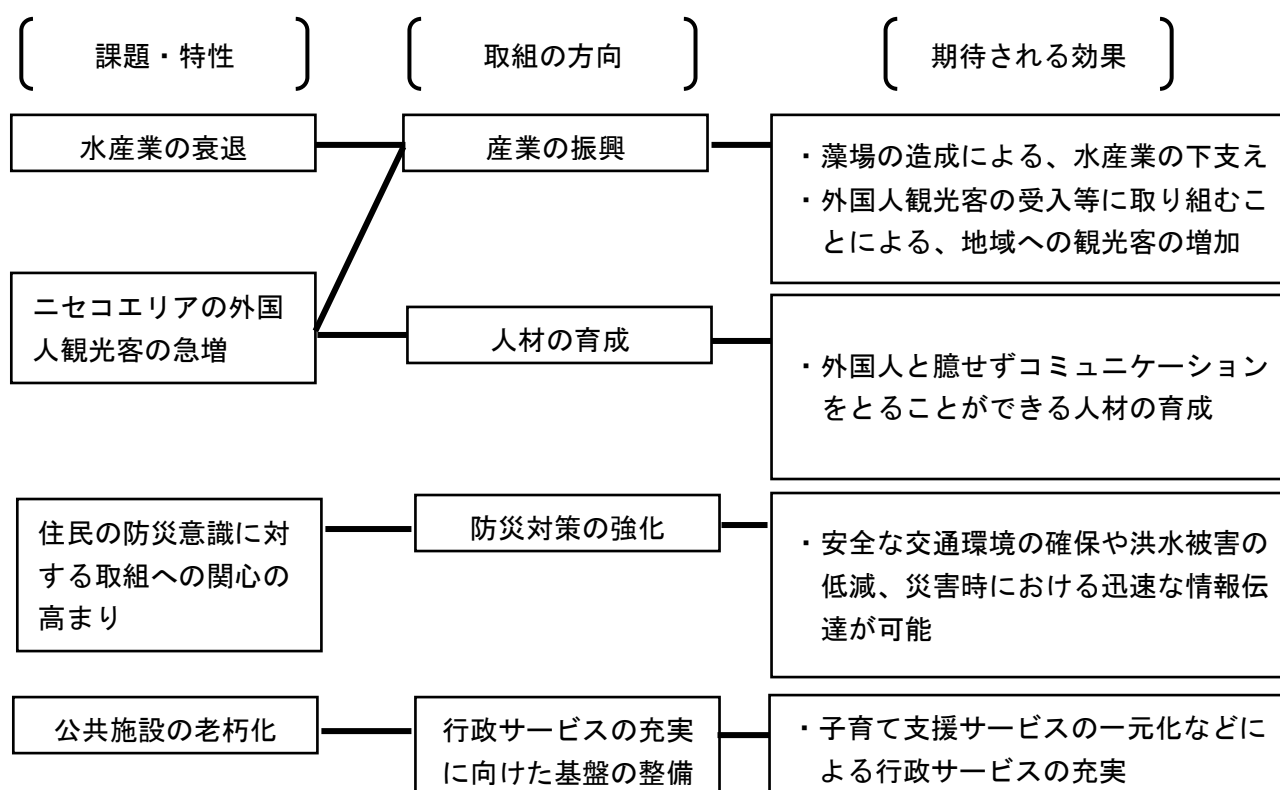 課題・特性
取組の方向
期待される効果
水産業の衰退
産業の振興
・藻場の造成による、水産業の下支え
・外国人観光客の受入等に取り組むこ
とによる、地域への観光客の増加
ニセコエリアの外国
人観光客の急増
人材の育成
・外国人と臆せずコミュニケーション
をとることができる人材の育成
住民の防災意識に対
する取組への関心の
高まり
防災対策の強化
・安全な交通環境の確保や洪水被害の
低減、災害時における迅速な情報伝
達が可能
公共施設の老朽化
行政サービスの充実
に向けた基盤の整備
・子育て支援サービスの一元化などに
よる行政サービスの充実